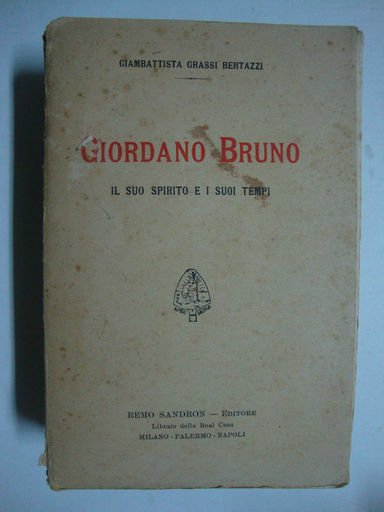 GIAMBATTISTA GRASSI BERTAZZI
GIORDANO BRUNO
IL SUO SPIRITO E I SUOI TEMPI
REMO SANDRON — EDITORE
Libraio della Real Casa
MILANO - PALERMO - NAPOLI